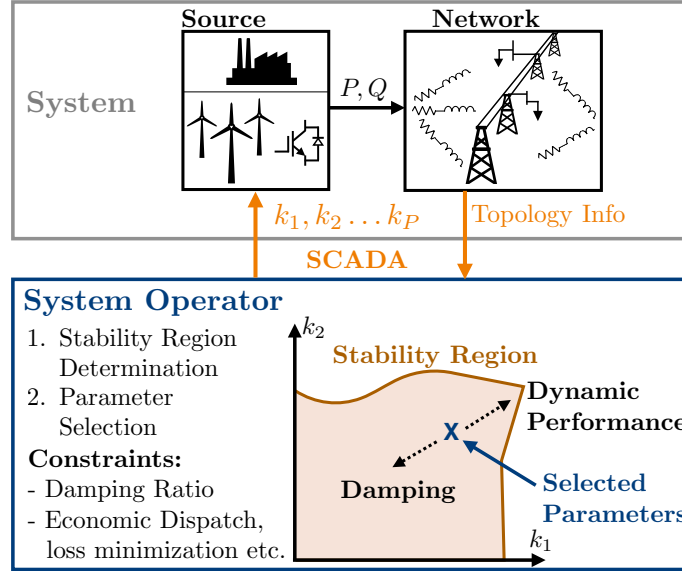 Source
Network
System
P, Q
k₁, k₂ … k_P
Topology Info
SCADA
System Operator
1. Stability Region
Determination
2. Parameter
Selection
Constraints:
- Damping Ratio
- Economic Dispatch,
loss minimization etc.
k₂
Stability Region
Dynamic
Performance
X
Damping
Selected
Parameters
k₁